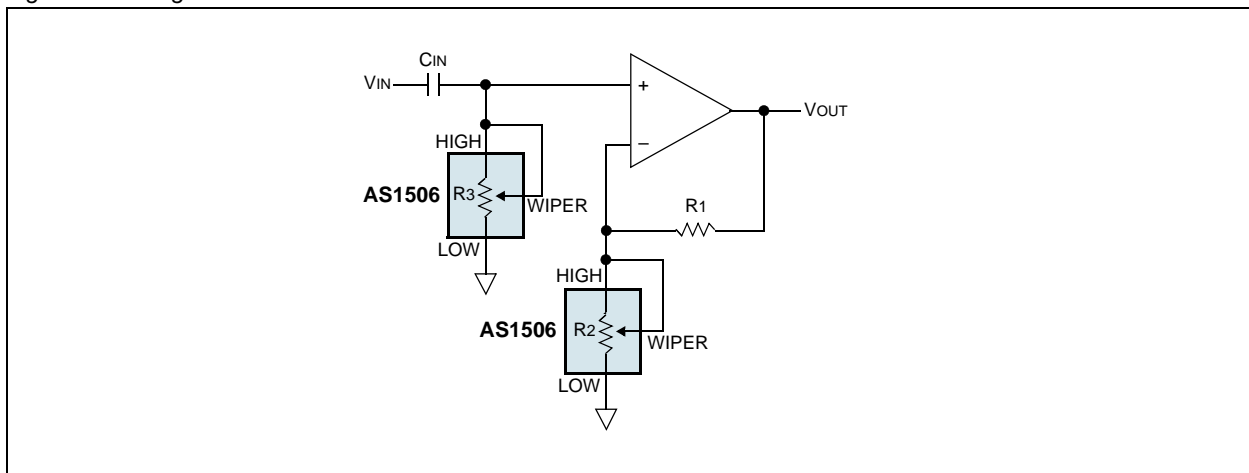 CIN
VIN
+
VOUT
−
HIGH
AS1506
R3
WIPER
R1
LOW
HIGH
AS1506
R2
WIPER
LOW